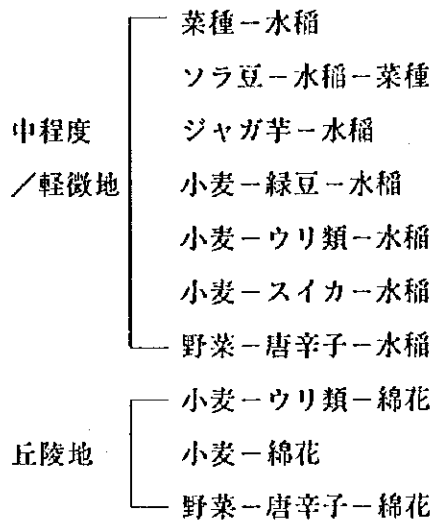 菜種－水稲
ソラ豆－水稲－菜種
中程度 ジャガ芋－水稲
／軽微地 小麦－緑豆－水稲
小麦－ウリ類－水稲
小麦－スイカ－水稲
野菜－唐辛子－水稲
小麦－ウリ類－綿花
丘陵地 小麦－綿花
野菜－唐辛子－綿花